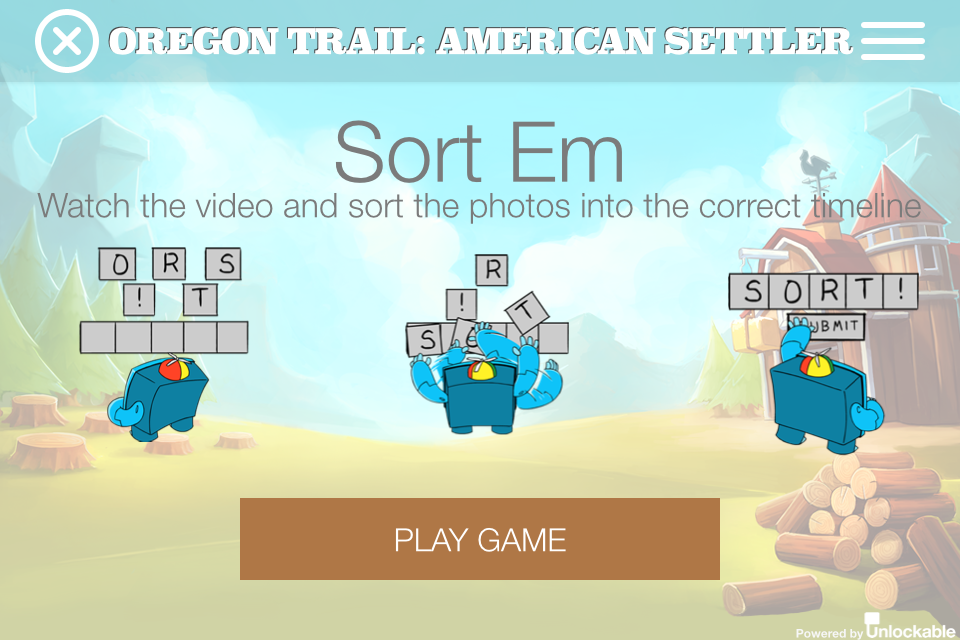 OREGON TRAIL: AMERICAN SETTLER
Sort Em
Watch the video and sort the photos into the correct timeline
O R S
! T
R
!
T
S
S O R T !
UBMIT
PLAY GAME
Powered by Unlockable